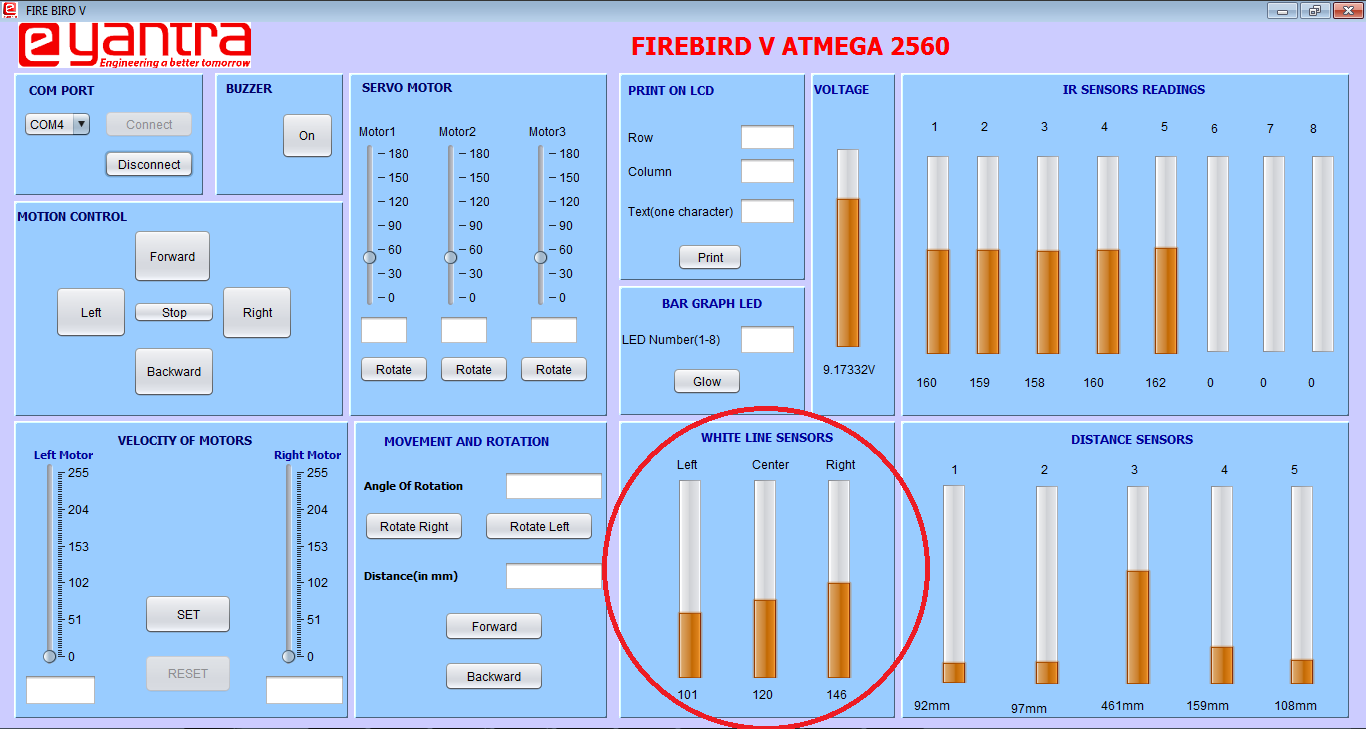 FIRE BIRD V
e yantra
Engineering a better tomorrow
FIREBIRD V ATMEGA 2560
COM PORT
COM4
Connect
Disconnect
BUZZER
On
MOTION CONTROL
Forward
Left
Stop
Right
Backward
SERVO MOTOR
Motor1 Motor2 Motor3
180 180 180
150 150 150
120 120 120
90 90 90
60 60 60
30 30 30
0 0 0
Rotate Rotate Rotate
PRINT ON LCD
Row
Column
Text(one character)
Print
BAR GRAPH LED
LED Number(1-8)
Glow
VOLTAGE
9.17332V
IR SENSORS READINGS
1 2 3 4 5 6 7 8
160 159 158 160 162 0 0 0
VELOCITY OF MOTORS
Left Motor Right Motor
255 255
204 204
153 153
102 102
51 51
0 0
SET
RESET
MOVEMENT AND ROTATION
Angle Of Rotation
Rotate Right Rotate Left
Distance(in mm)
Forward
Backward
WHITE LINE SENSORS
Left Center Right
101 120 146
DISTANCE SENSORS
1 2 3 4 5
92mm 97mm 461mm 159mm 108mm